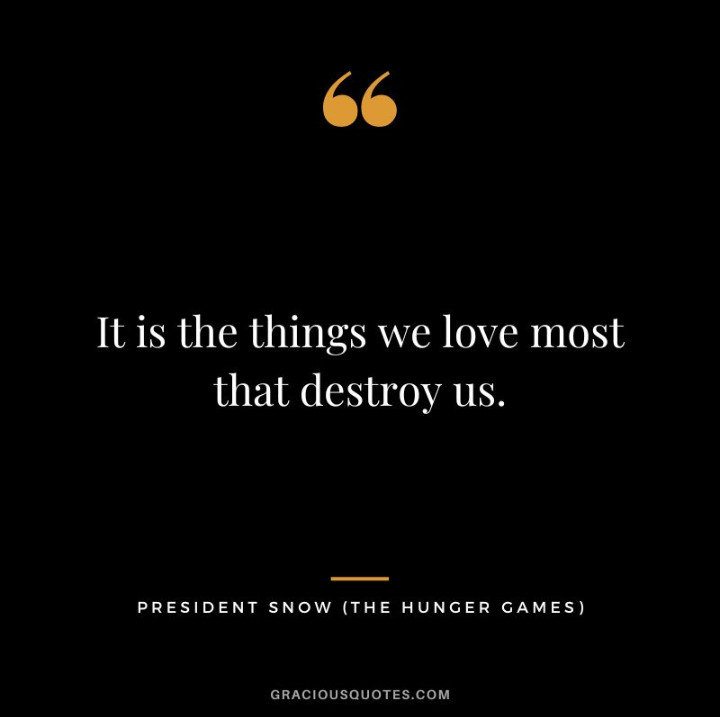 ❝
It is the things we love most
that destroy us.
PRESIDENT SNOW (THE HUNGER GAMES)
GRACIOUSQUOTES.COM